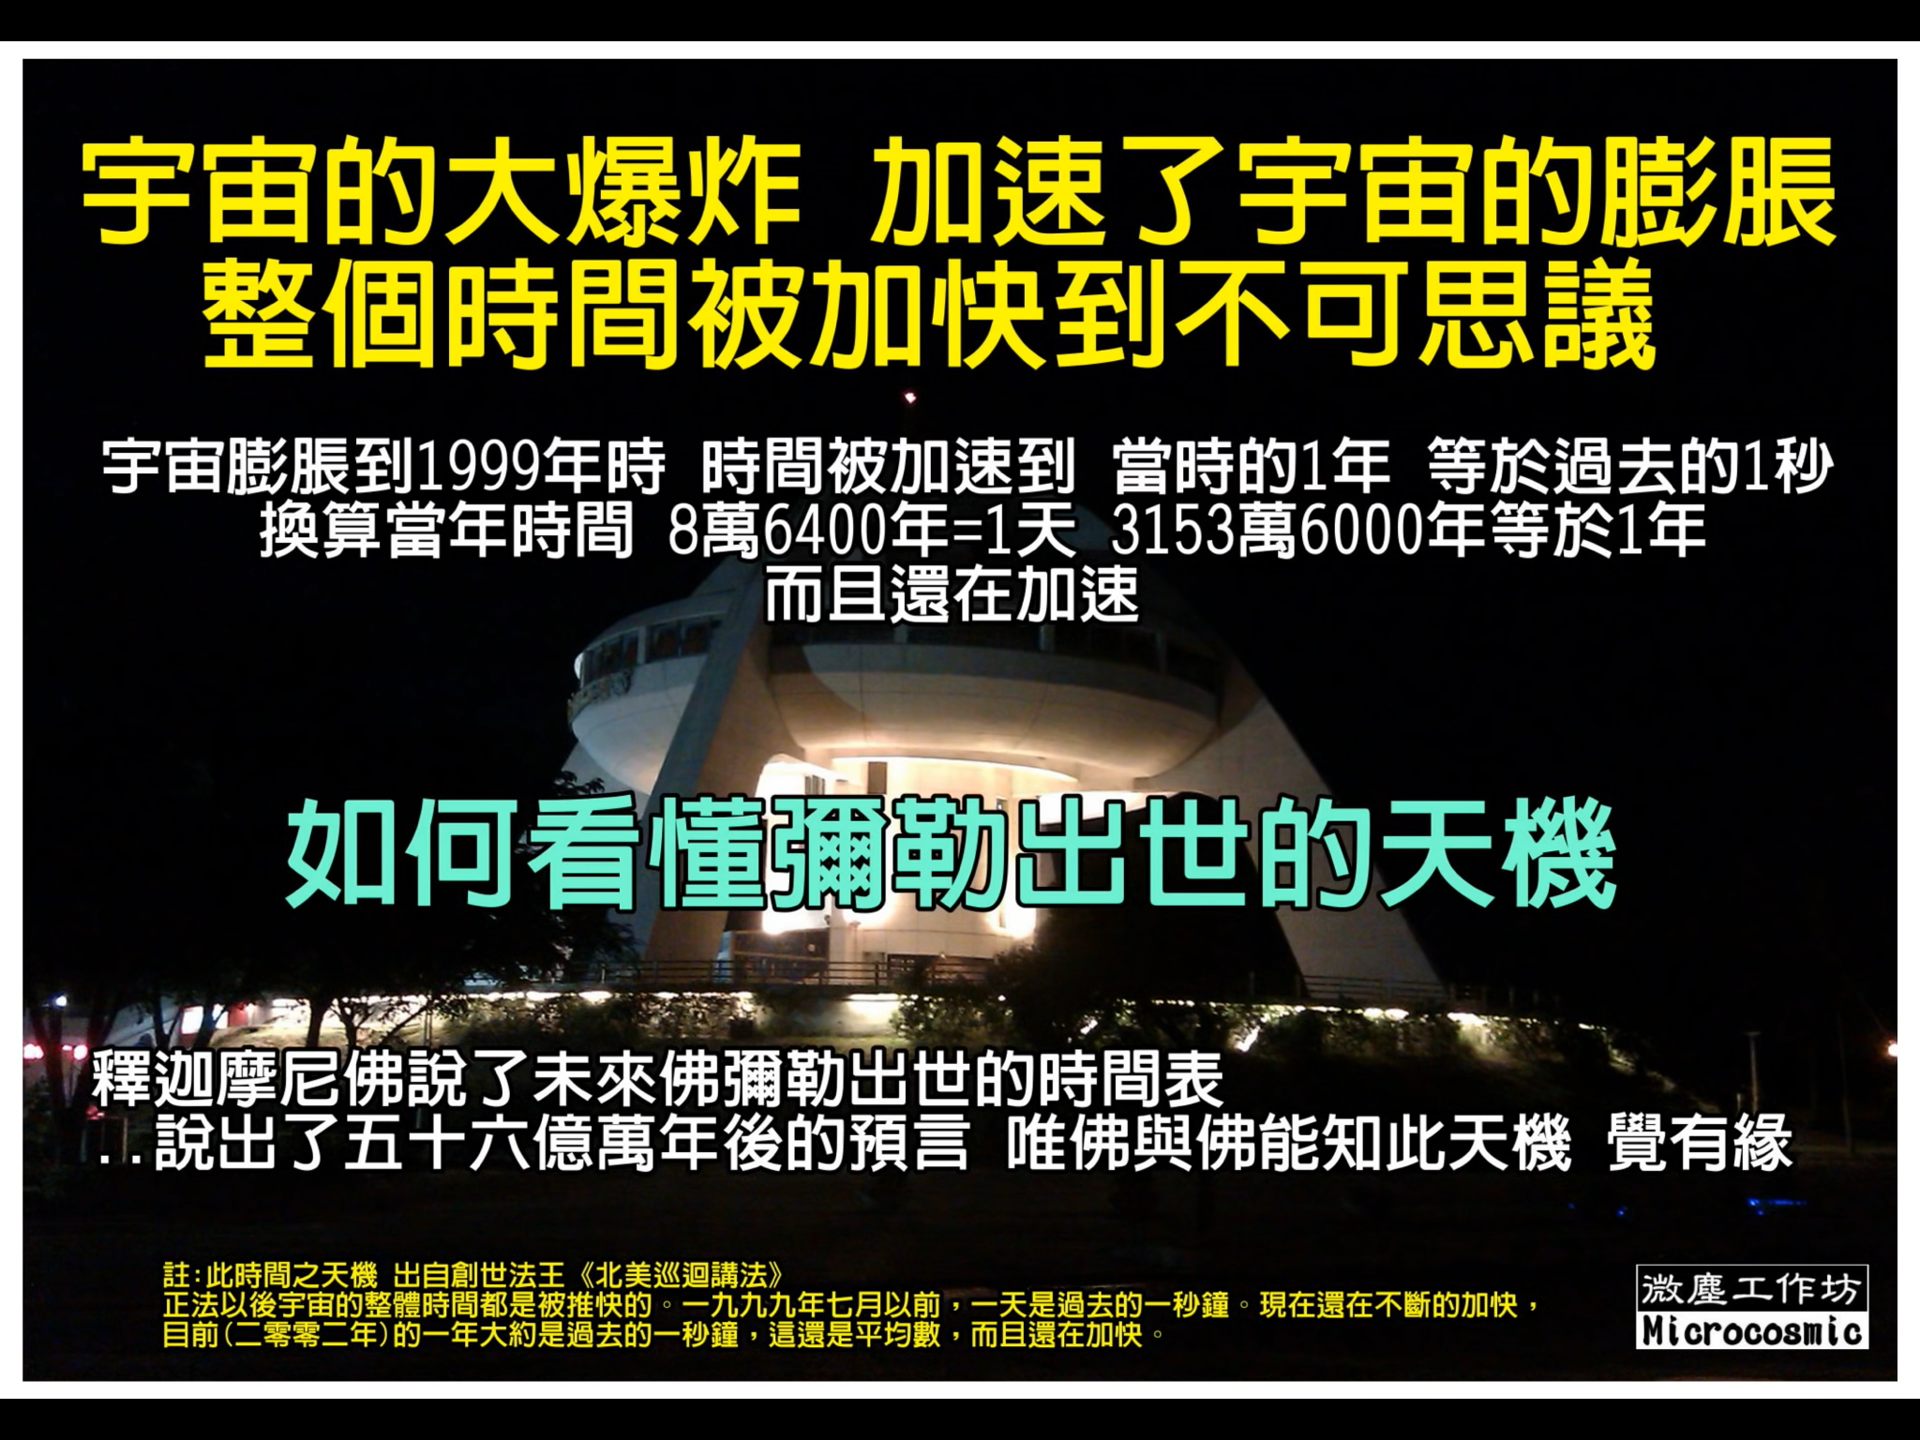 宇宙的大爆炸 加速了宇宙的膨脹
整個時間被加快到不可思議
宇宙膨脹到1999年時 時間被加速到 當時的1年 等於過去的1秒
換算當年時間 8萬6400年=1天 3153萬6000年等於1年
而且還在加速
如何看懂彌勒出世的天機
釋迦摩尼佛說了未來佛彌勒出世的時間表
..說出了五十六億萬年後的預言 唯佛與佛能知此天機 覺有緣
註:此時間之天機 出自創世法王《北美巡迴講法》
正法以後宇宙的整體時間都是被推快的。一九九九年七月以前，一天是過去的一秒鐘。現在還在不斷的加快，
目前(二零零二年)的一年大約是過去的一秒鐘，這還是平均數，而且還在加快。
微塵工作坊
Microcosmic